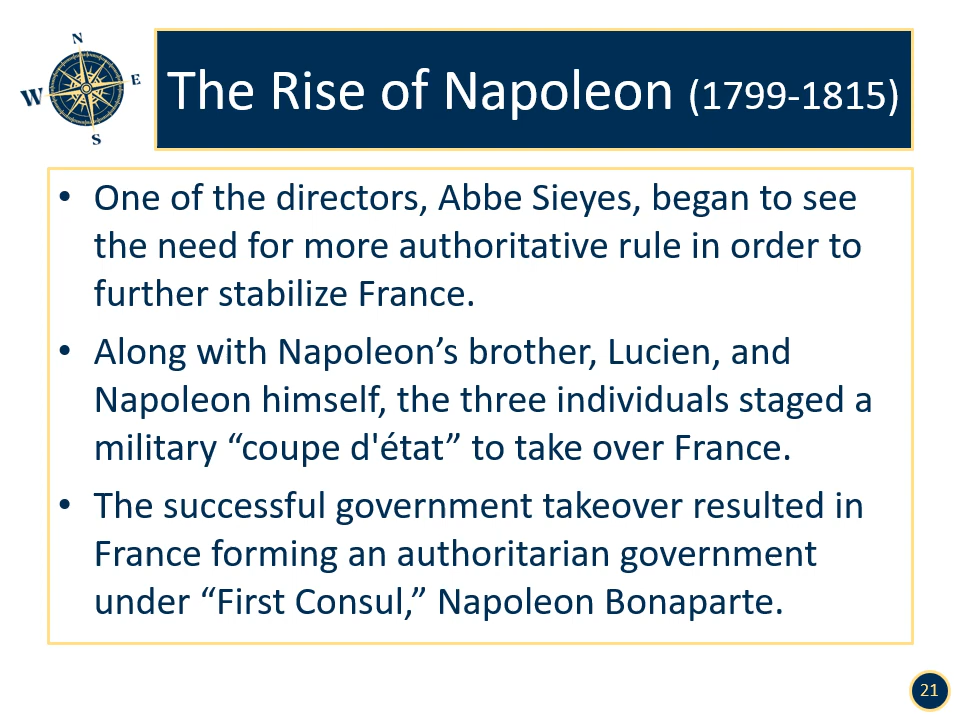 N
W
E
S
The Rise of Napoleon (1799-1815)
• One of the directors, Abbe Sieyes, began to see
the need for more authoritative rule in order to
further stabilize France.
• Along with Napoleon’s brother, Lucien, and
Napoleon himself, the three individuals staged a
military “coupe d'état” to take over France.
• The successful government takeover resulted in
France forming an authoritarian government
under “First Consul,” Napoleon Bonaparte.
21